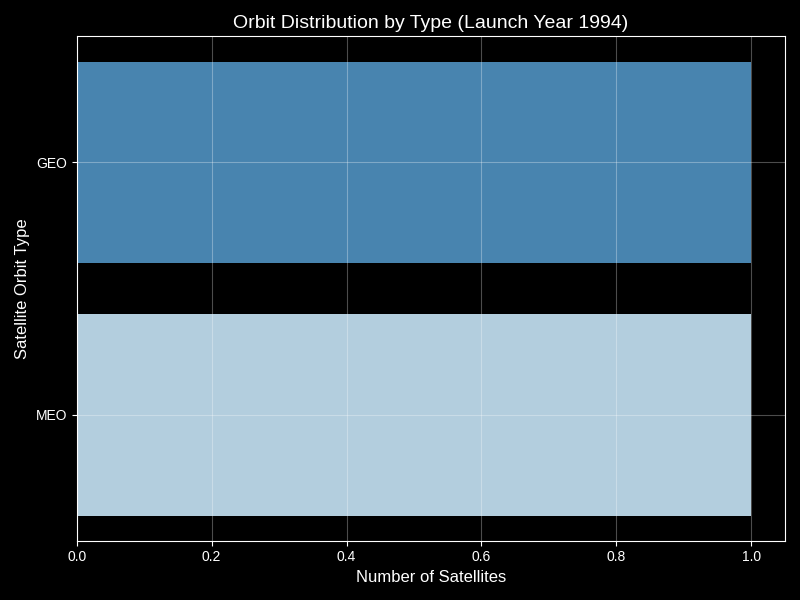 Orbit Distribution by Type (Launch Year 1994)
Satellite Orbit Type
GEO
MEO
0.0 0.2 0.4 0.6 0.8 1.0
Number of Satellites